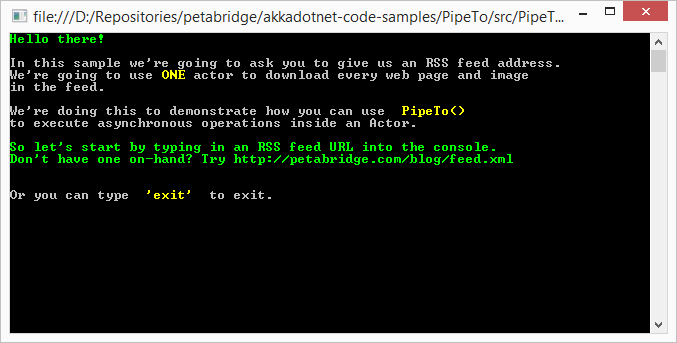 file:///D:/Repositories/petabridge/akkadotnet-code-samples/PipeTo/src/PipeT...
Hello there!
In this sample we're going to ask you to give us an RSS feed address.
We're going to use ONE actor to download every web page and image
in the feed.
We're doing this to demonstrate how you can use  PipeTo()
to execute asynchronous operations inside an Actor.
So let's start by typing in an RSS feed URL into the console.
Don't have one on-hand? Try http://petabridge.com/blog/feed.xml
Or you can type  'exit'  to exit.